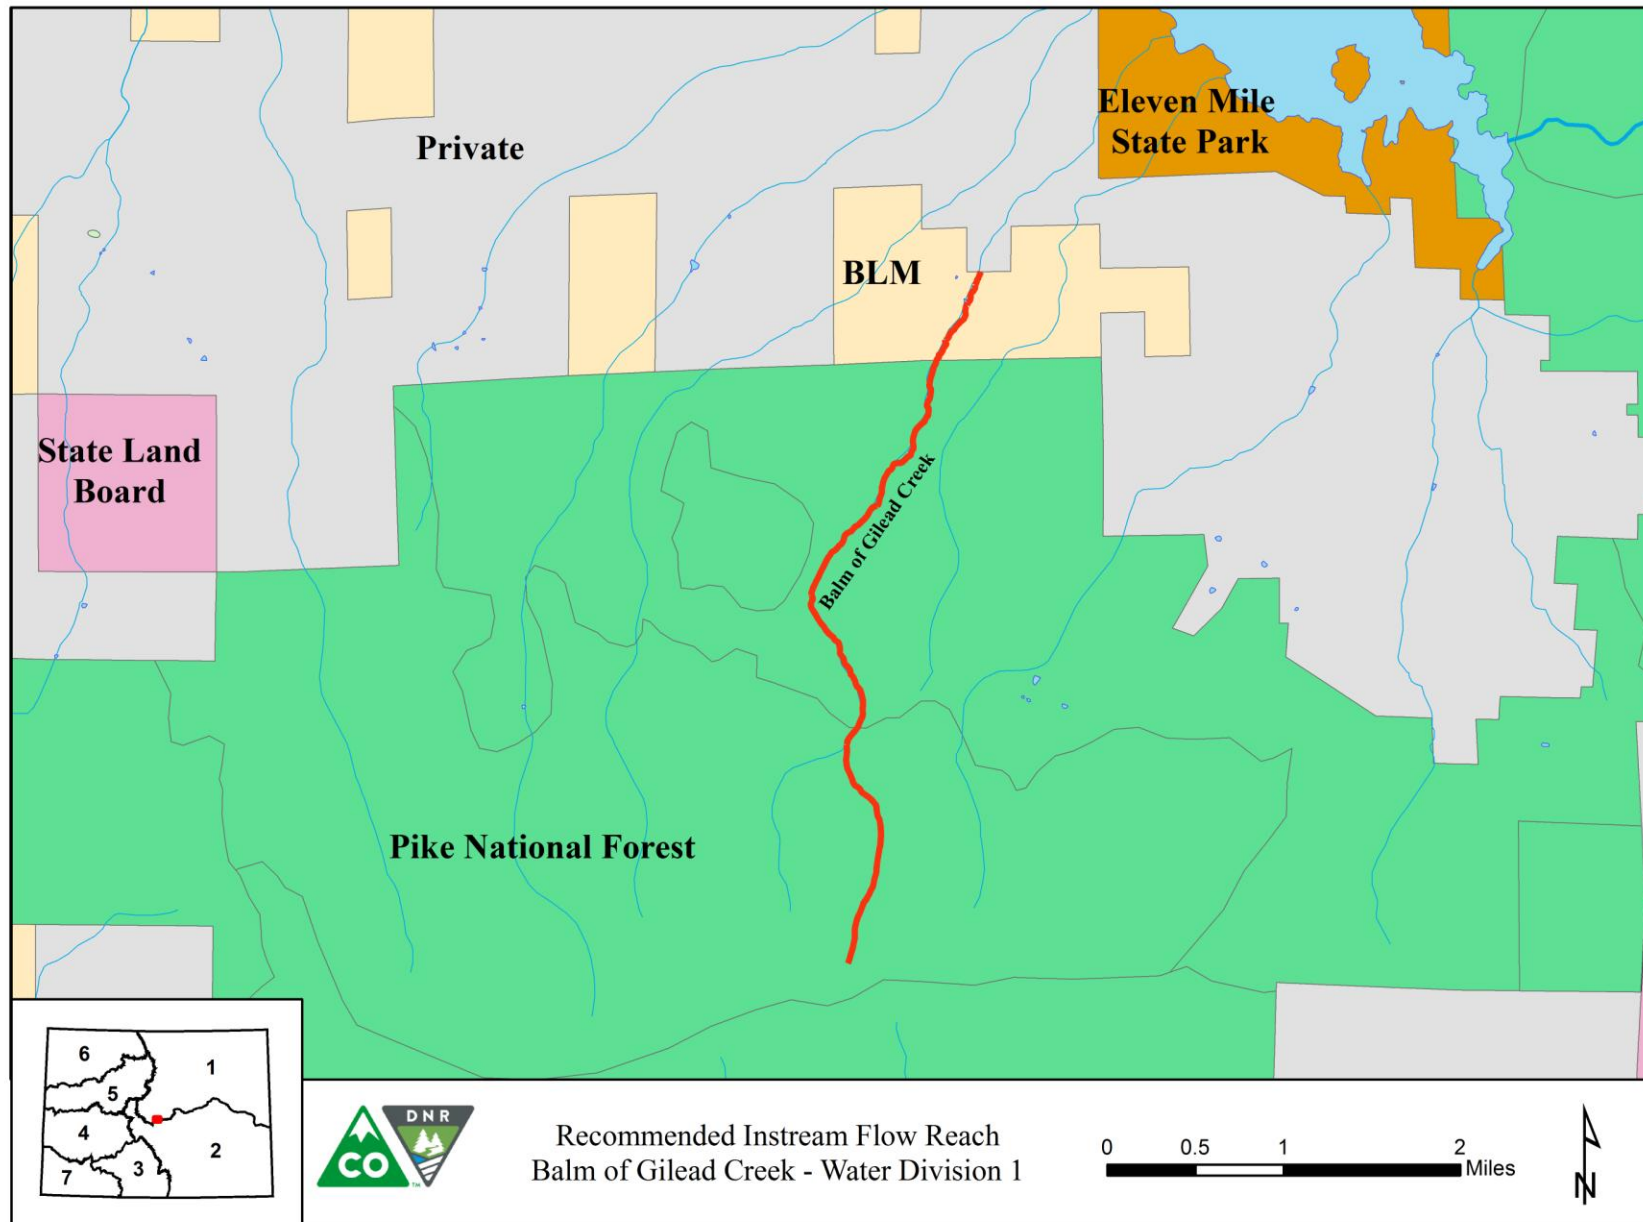 Private
Eleven Mile
State Park
BLM
State Land
Board
Balm of Gilead Creek
Pike National Forest
6
1
5
4
2
3
7
CO
TM
DNR
Recommended Instream Flow Reach
Balm of Gilead Creek - Water Division 1
0 0.5 1 2
Miles
N